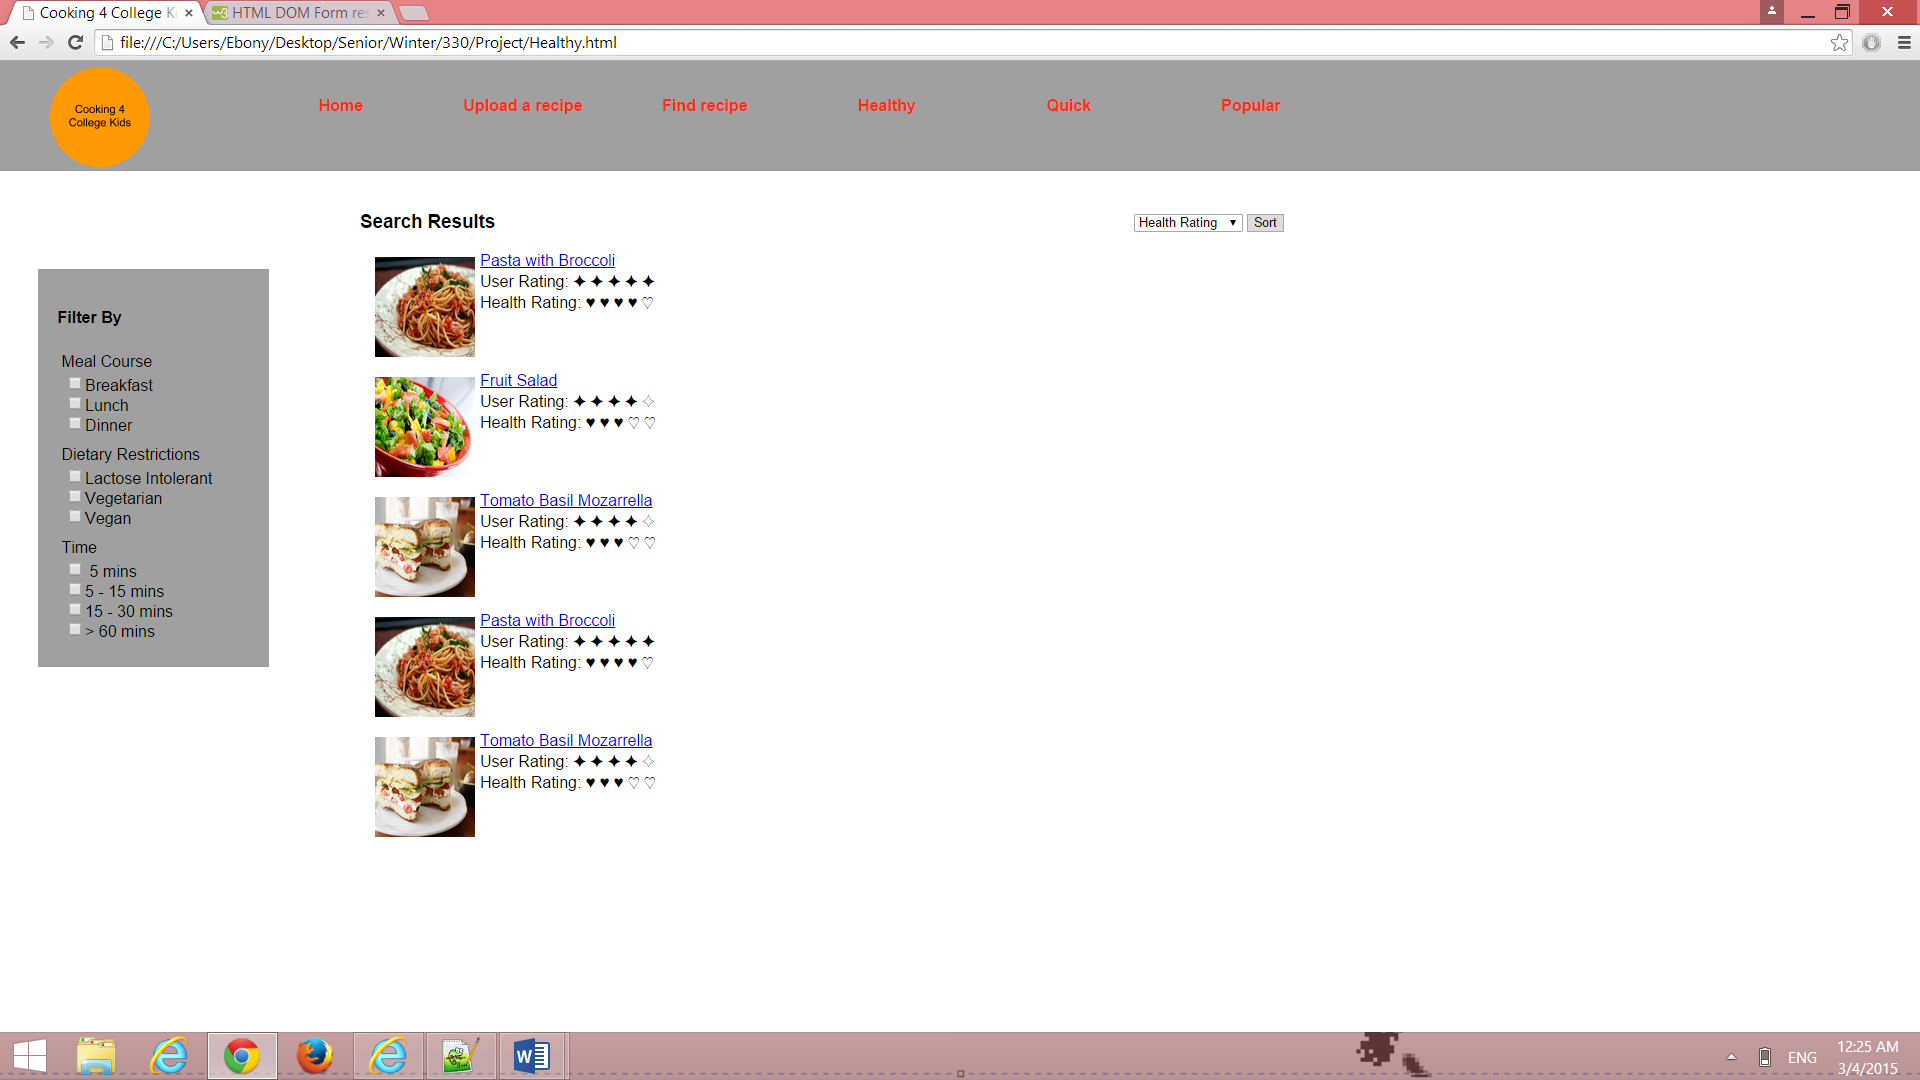 Cooking 4 College Ki
HTML DOM Form res
file:///C:/Users/Ebony/Desktop/Senior/Winter/330/Project/Healthy.html
Cooking 4
College Kids
Home Upload a recipe Find recipe Healthy Quick Popular
Search Results
Health Rating ▼ Sort
Filter By
Meal Course
Breakfast
Lunch
Dinner
Dietary Restrictions
Lactose Intolerant
Vegetarian
Vegan
Time
5 mins
5 - 15 mins
15 - 30 mins
> 60 mins
Pasta with Broccoli
User Rating: ✦ ✦ ✦ ✦ ✦
Health Rating: ♥ ♥ ♥ ♥ ♡
Fruit Salad
User Rating: ✦ ✦ ✦ ✦ ✧
Health Rating: ♥ ♥ ♥ ♡ ♡
Tomato Basil Mozarrella
User Rating: ✦ ✦ ✦ ✦ ✧
Health Rating: ♥ ♥ ♥ ♡ ♡
Pasta with Broccoli
User Rating: ✦ ✦ ✦ ✦ ✦
Health Rating: ♥ ♥ ♥ ♥ ♡
Tomato Basil Mozarrella
User Rating: ✦ ✦ ✦ ✦ ✧
Health Rating: ♥ ♥ ♥ ♡ ♡
ENG
12:25 AM
3/4/2015